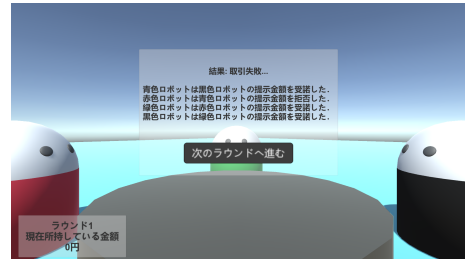 結果: 取引失敗...
青色ロボットは黒色ロボットの提示金額を受諾した.
赤色ロボットは青色ロボットの提示金額を拒否した.
緑色ロボットは赤色ロボットの提示金額を受諾した.
黒色ロボットは緑色ロボットの提示金額を受諾した.
次のラウンドへ進む
ラウンド1
現在所持している金額
0円